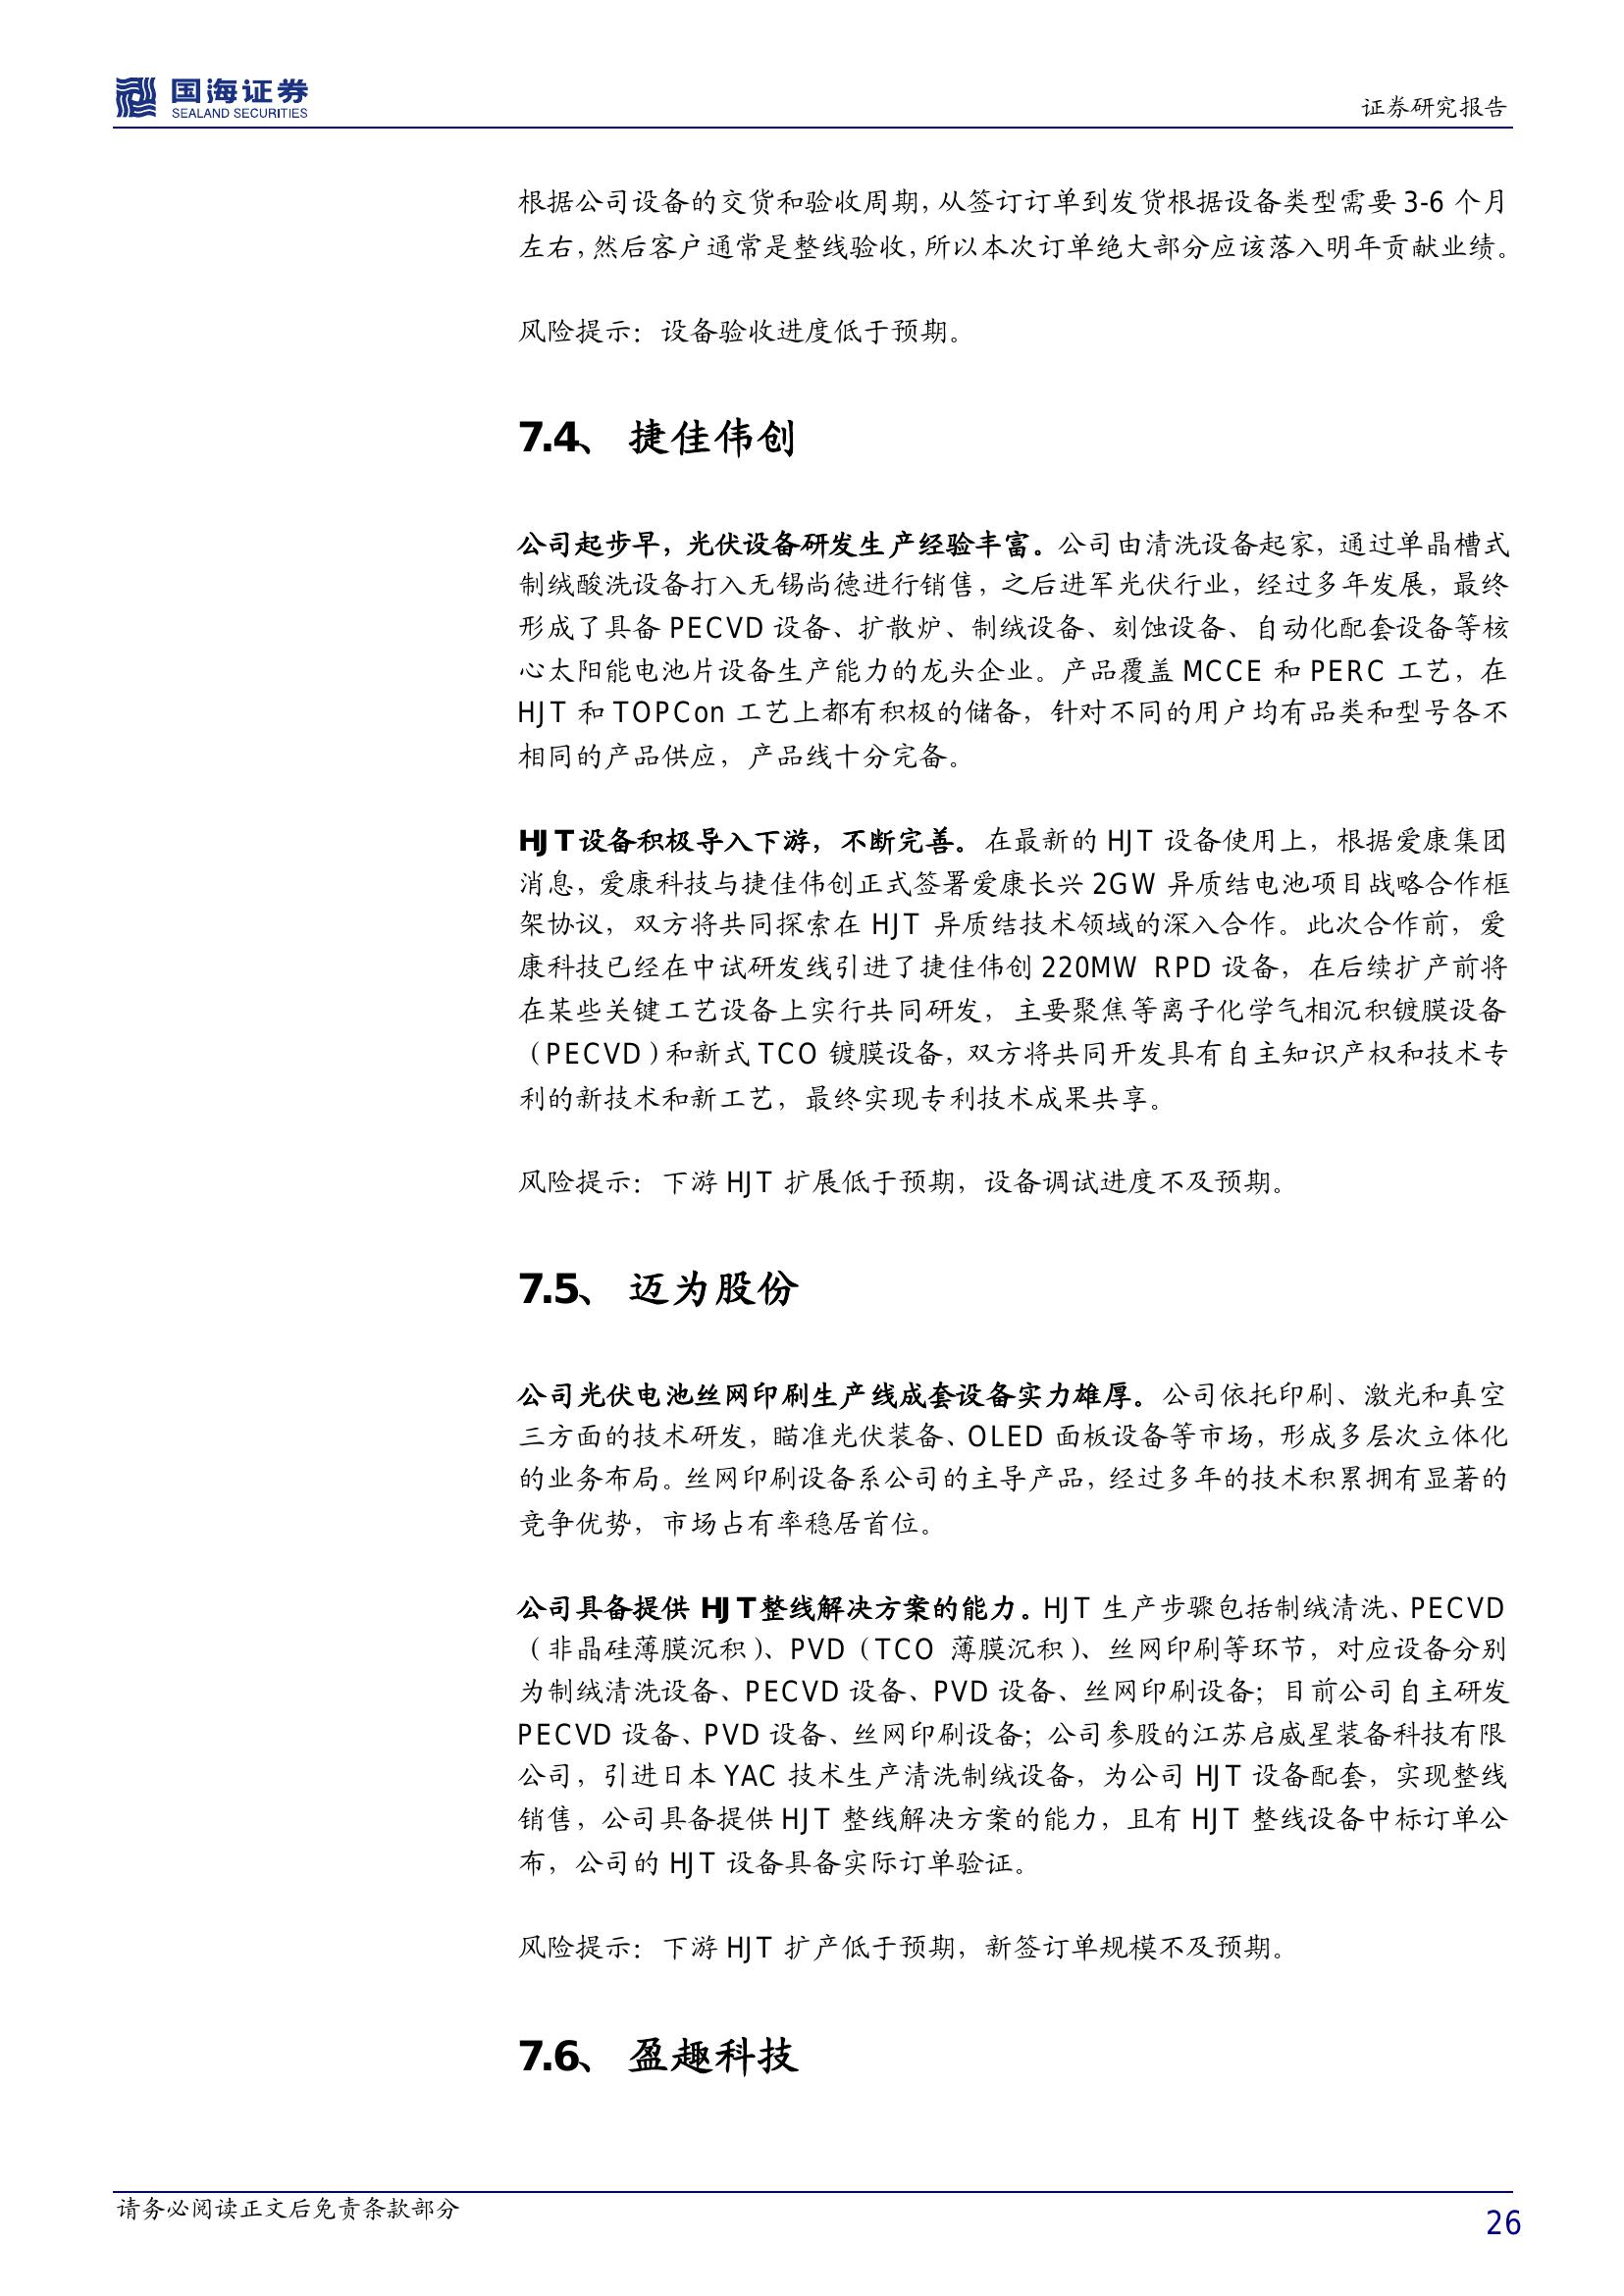 国海证券
SEALAND SECURITIES
证券研究报告
根据公司设备的交货和验收周期，从签订订单到发货根据设备类型需要 3-6 个月
左右，然后客户通常是整线验收，所以本次订单绝大部分应该落入明年贡献业绩。
风险提示：设备验收进度低于预期。
7.4、 捷佳伟创
公司起步早，光伏设备研发生产经验丰富。公司由清洗设备起家，通过单晶槽式
制绒酸洗设备打入无锡尚德进行销售，之后进军光伏行业，经过多年发展，最终
形成了具备 PECVD 设备、扩散炉、制绒设备、刻蚀设备、自动化配套设备等核
心太阳能电池片设备生产能力的龙头企业。产品覆盖 MCCE 和 PERC 工艺，在
HJT 和 TOPCon 工艺上都有积极的储备，针对不同的用户均有品类和型号各不
相同的产品供应，产品线十分完备。
HJT 设备积极导入下游，不断完善。在最新的 HJT 设备使用上，根据爱康集团
消息，爱康科技与捷佳伟创正式签署爱康长兴 2GW 异质结电池项目战略合作框
架协议，双方将共同探索在 HJT 异质结技术领域的深入合作。此次合作前，爱
康科技已经在中试研发线引进了捷佳伟创 220MW RPD 设备，在后续扩产前将
在某些关键工艺设备上实行共同研发，主要聚焦等离子化学气相沉积镀膜设备
（PECVD）和新式 TCO 镀膜设备，双方将共同开发具有自主知识产权和技术专
利的新技术和新工艺，最终实现专利技术成果共享。
风险提示：下游 HJT 扩展低于预期，设备调试进度不及预期。
7.5、 迈为股份
公司光伏电池丝网印刷生产线成套设备实力雄厚。公司依托印刷、激光和真空
三方面的技术研发，瞄准光伏装备、OLED 面板设备等市场，形成多层次立体化
的业务布局。丝网印刷设备系公司的主导产品，经过多年的技术积累拥有显著的
竞争优势，市场占有率稳居首位。
公司具备提供 HJT 整线解决方案的能力。HJT 生产步骤包括制绒清洗、PECVD
（非晶硅薄膜沉积）、PVD（TCO 薄膜沉积）、丝网印刷等环节，对应设备分别
为制绒清洗设备、PECVD 设备、PVD 设备、丝网印刷设备；目前公司自主研发
PECVD 设备、PVD 设备、丝网印刷设备；公司参股的江苏启威星装备科技有限
公司，引进日本 YAC 技术生产清洗制绒设备，为公司 HJT 设备配套，实现整线
销售，公司具备提供 HJT 整线解决方案的能力，且有 HJT 整线设备中标订单公
布，公司的 HJT 设备具备实际订单验证。
风险提示：下游 HJT 扩产低于预期，新签订单规模不及预期。
7.6、 盈趣科技
请务必阅读正文后免责条款部分
26